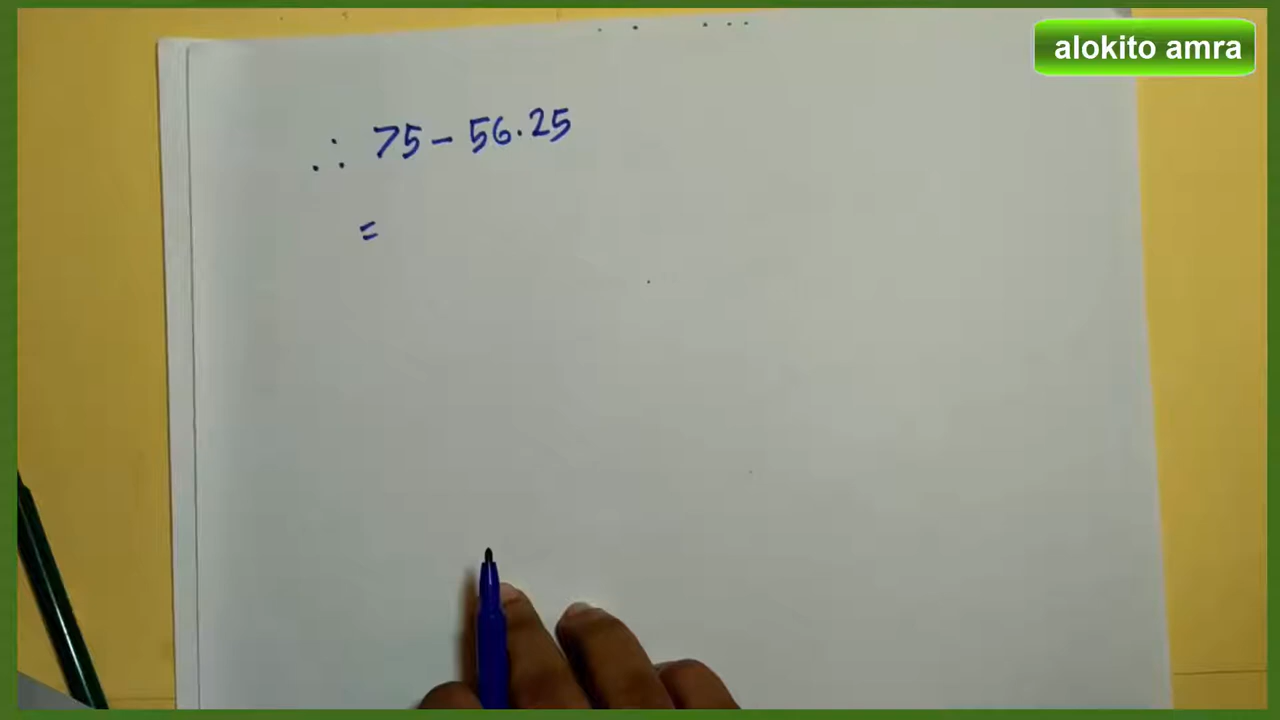 alokito amra
∴ 75 - 56.25
=